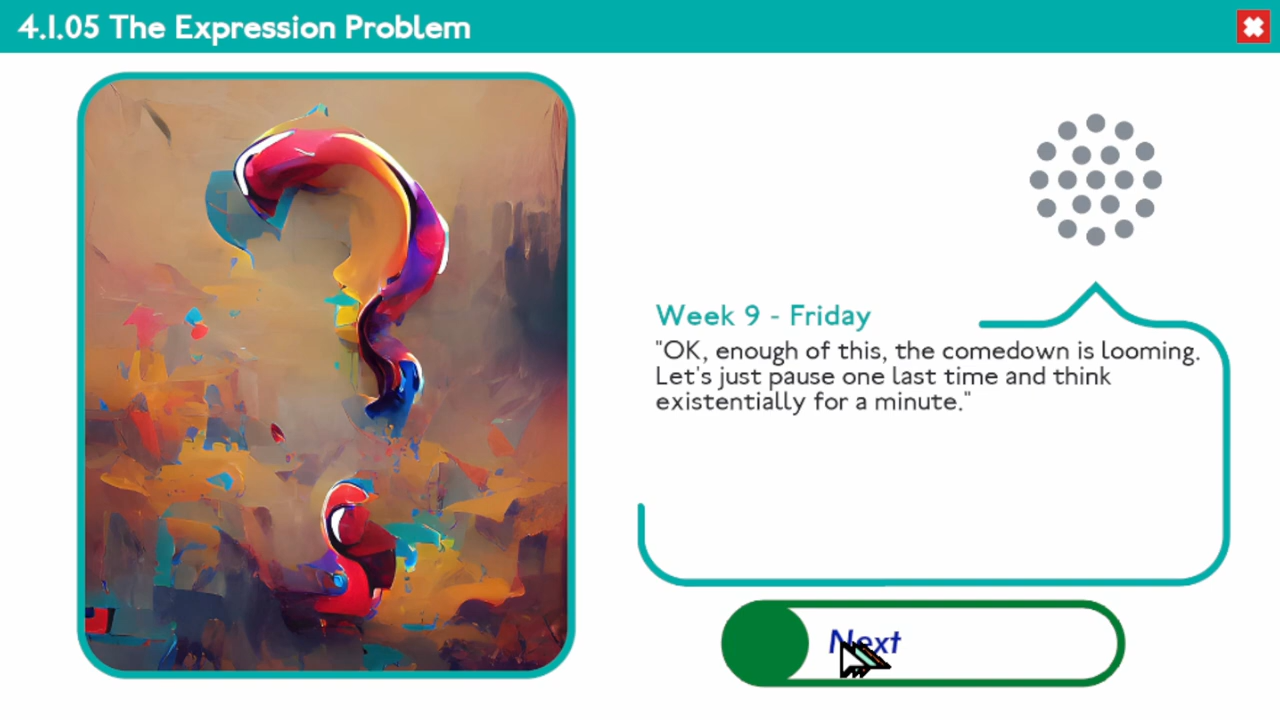 4.1.05 The Expression Problem
Week 9 - Friday
"OK, enough of this, the comedown is looming.
Let's just pause one last time and think
existentially for a minute."
Next